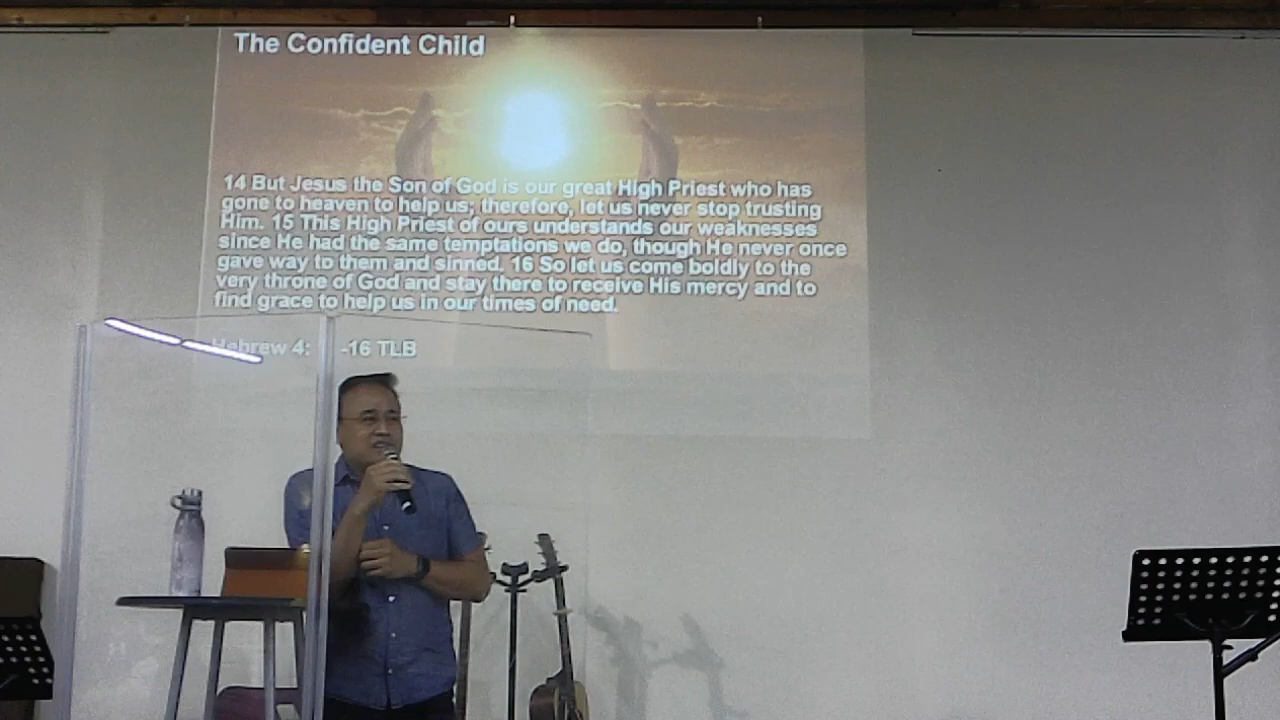 The Confident Child
14 But Jesus the Son of God is our great High Priest who has
gone to heaven to help us; therefore, let us never stop trusting
Him. 15 This High Priest of ours understands our weaknesses
since He had the same temptations we do, though He never once
gave way to them and sinned. 16 So let us come boldly to the
very throne of God and stay there to receive His mercy and to
find grace to help us in our times of need.
Hebrew 4: -16 TLB